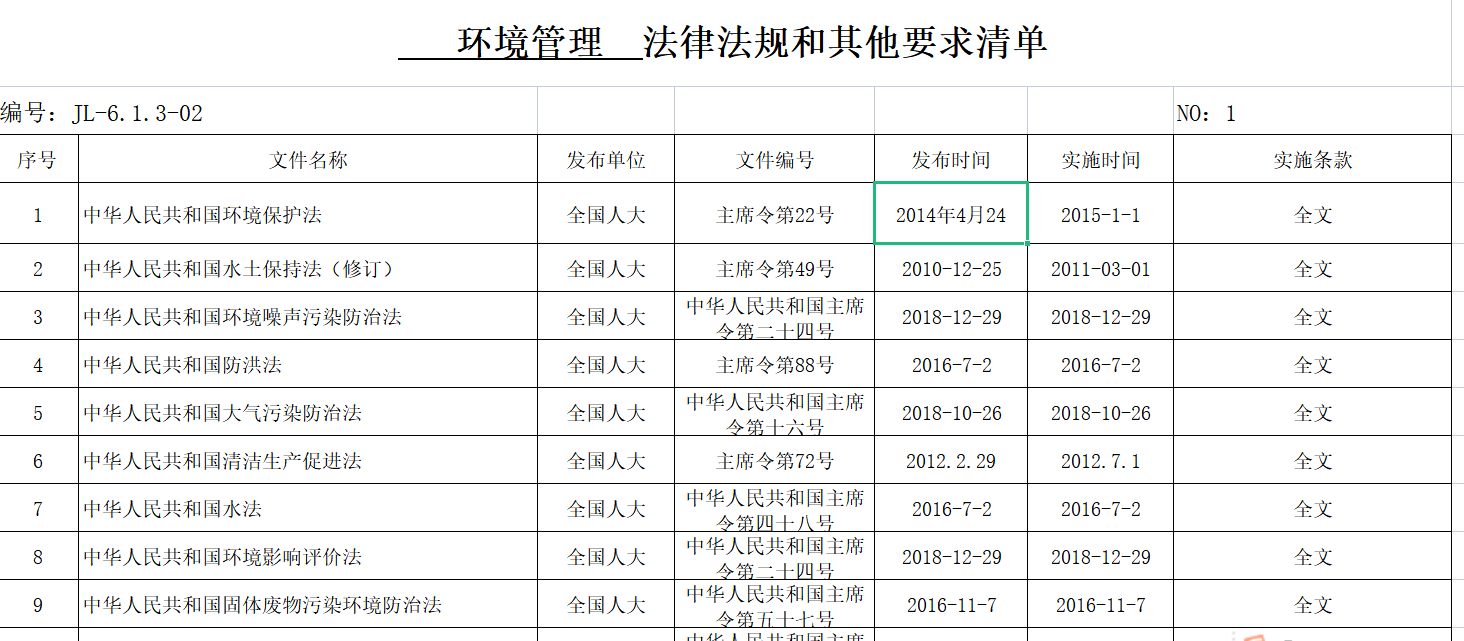 环境管理 法律法规和其他要求清单
编号: JL-6.1.3-02 NO: 1
序号 文件名称 发布单位 文件编号 发布时间 实施时间 实施条款
1 中华人民共和国环境保护法 全国人大 主席令第22号 2014年4月24 2015-1-1 全文
2 中华人民共和国水土保持法（修订） 全国人大 主席令第49号 2010-12-25 2011-03-01 全文
3 中华人民共和国环境噪声污染防治法 全国人大 中华人民共和国主席令第二十四号 2018-12-29 2018-12-29 全文
4 中华人民共和国防洪法 全国人大 主席令第88号 2016-7-2 2016-7-2 全文
5 中华人民共和国大气污染防治法 全国人大 中华人民共和国主席令第十六号 2018-10-26 2018-10-26 全文
6 中华人民共和国清洁生产促进法 全国人大 主席令第72号 2012.2.29 2012.7.1 全文
7 中华人民共和国水法 全国人大 中华人民共和国主席令第四十八号 2016-7-2 2016-7-2 全文
8 中华人民共和国环境影响评价法 全国人大 中华人民共和国主席令第二十四号 2018-12-29 2018-12-29 全文
9 中华人民共和国固体废物污染环境防治法 全国人大 中华人民共和国主席令第五十七号 2016-11-7 2016-11-7 全文